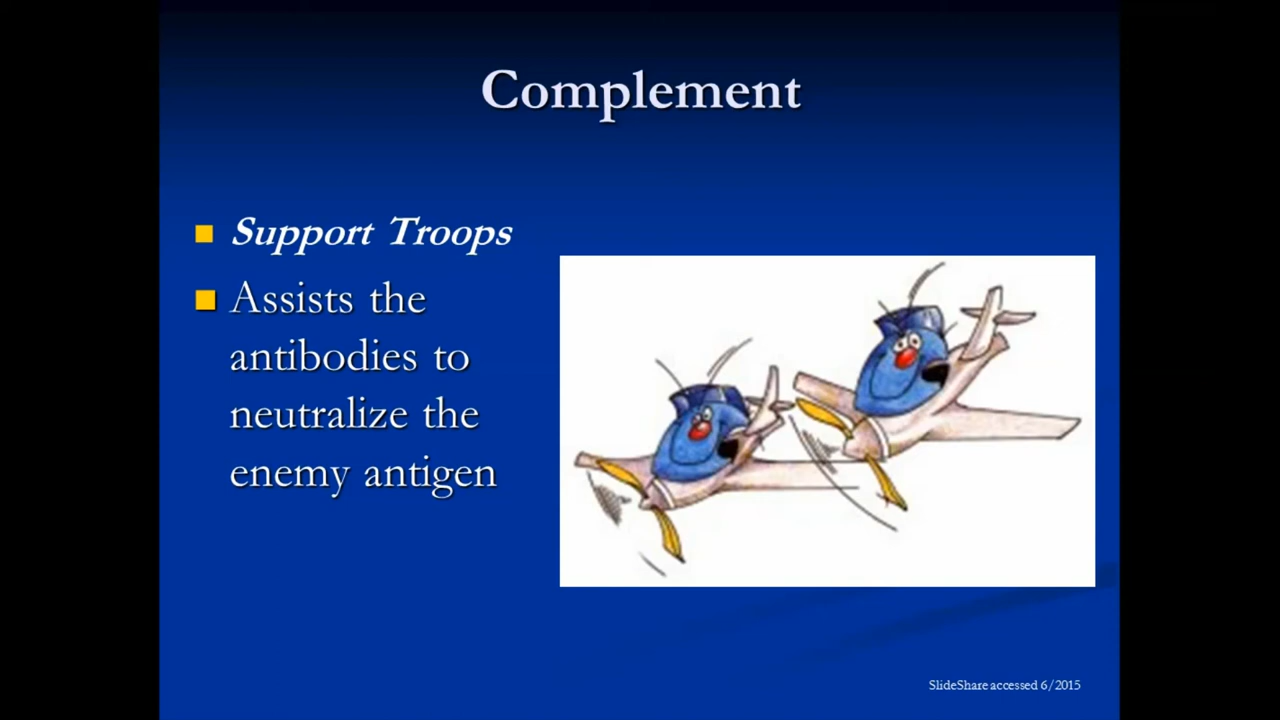 Complement
Support Troops
Assists the
antibodies to
neutralize the
enemy antigen
SlideShare accessed 6/2015